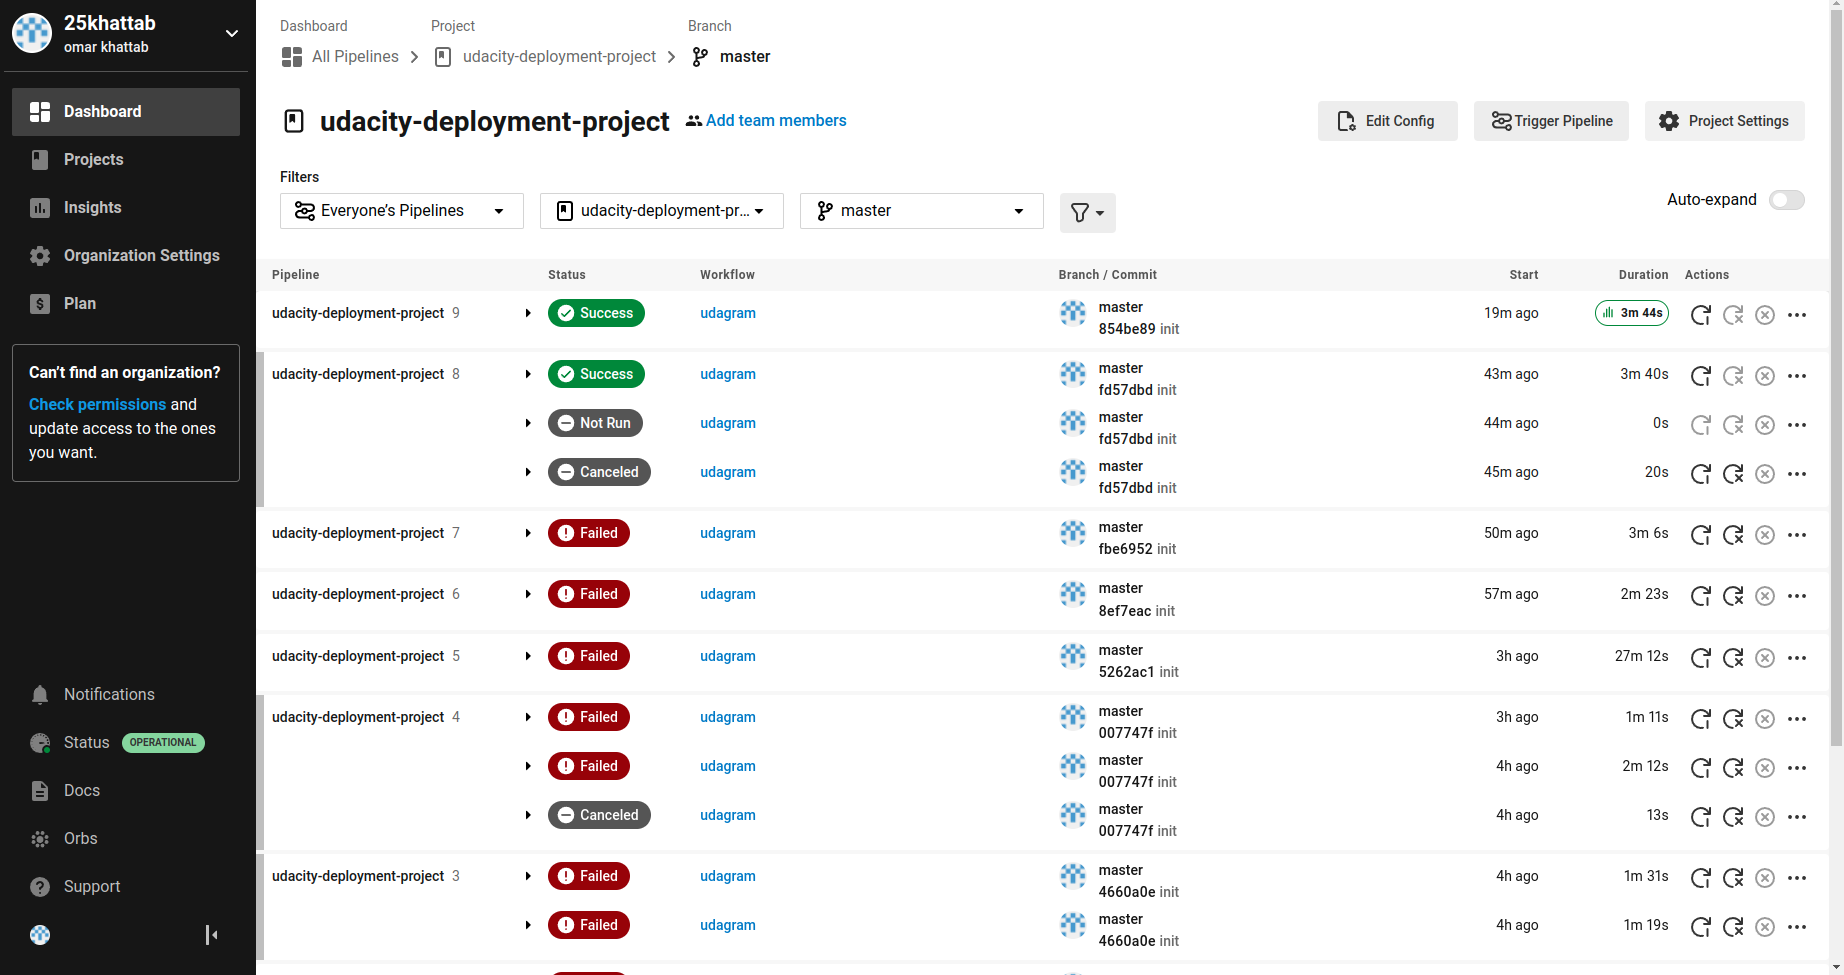 25khattab
omar khattab
Dashboard
Projects
Insights
Organization Settings
Plan
Can't find an organization?
Check permissions and
update access to the ones
you want.
Notifications
Status OPERATIONAL
Docs
Orbs
Support
Dashboard Project Branch
All Pipelines udacity-deployment-project master
udacity-deployment-project Add team members
Edit Config Trigger Pipeline Project Settings
Filters
Everyone's Pipelines udacity-deployment-pr... master
Auto-expand
Pipeline Status Workflow Branch / Commit Start Duration Actions
udacity-deployment-project 9 Success udagram master 19m ago 3m 44s
854be89 init
udacity-deployment-project 8 Success udagram master 43m ago 3m 40s
fd57dbd init
Not Run udagram master 44m ago 0s
fd57dbd init
Canceled udagram master 45m ago 20s
fd57dbd init
udacity-deployment-project 7 Failed udagram master 50m ago 3m 6s
fbe6952 init
udacity-deployment-project 6 Failed udagram master 57m ago 2m 23s
8ef7eac init
udacity-deployment-project 5 Failed udagram master 3h ago 27m 12s
5262ac1 init
udacity-deployment-project 4 Failed udagram master 3h ago 1m 11s
007747f init
Failed udagram master 4h ago 2m 12s
007747f init
Canceled udagram master 4h ago 13s
007747f init
udacity-deployment-project 3 Failed udagram master 4h ago 1m 31s
4660a0e init
Failed udagram master 4h ago 1m 19s
4660a0e init